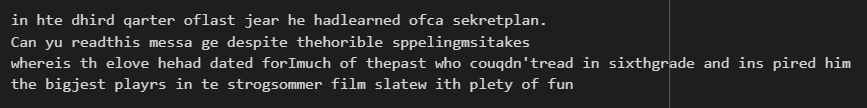 in hte dhird qarter oflast jear he hadlearned ofca sekretplan.
Can yu readthis messa ge despite thehorible sppelingmsitakes
whereis th elove hehad dated forImuch of thepast who couqdn'tread in sixthgrade and ins pired him
the bigjest playrs in te strogsommer film slatew ith plety of fun